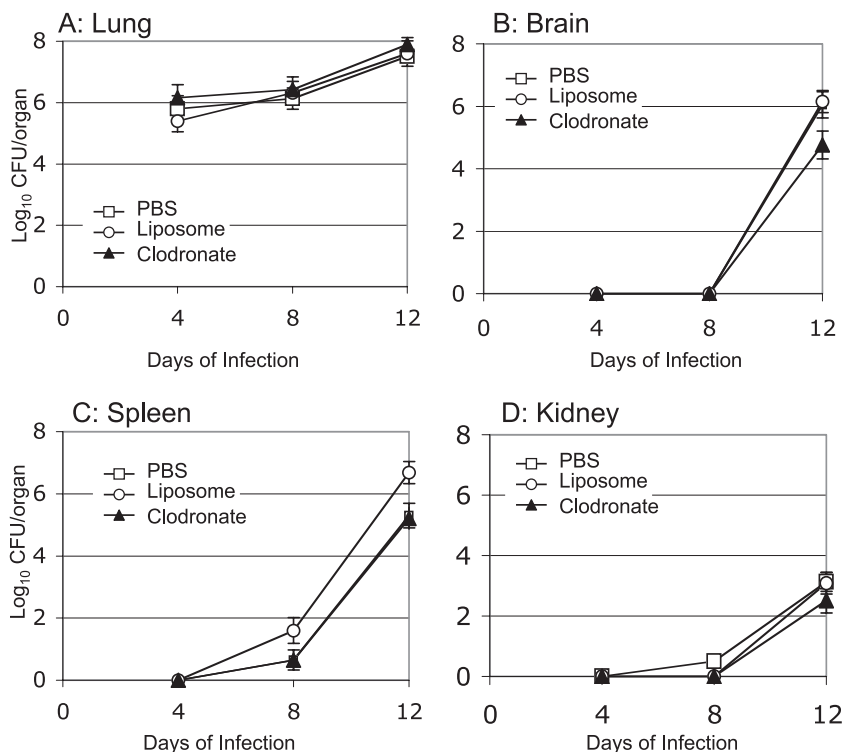 A: Lung
8
6
4
2
0
Log10 CFU/organ
PBS
Liposome
Clodronate
0 4 8 12
Days of Infection
B: Brain
8
6
4
2
0
PBS
Liposome
Clodronate
0 4 8 12
Days of Infection
C: Spleen
8
6
4
2
0
Log10 CFU/organ
PBS
Liposome
Clodronate
0 4 8 12
Days of Infection
D: Kidney
8
6
4
2
0
PBS
Liposome
Clodronate
0 4 8 12
Days of Infection